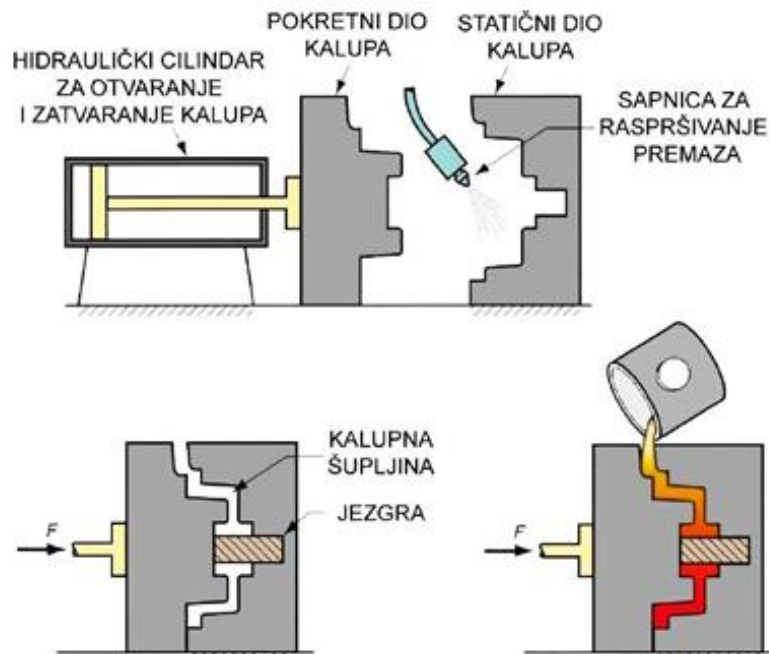 HIDRAULIČKI CILINDAR
ZA OTVARANJE
I ZATVARANJE KALUPA
POKRETNI DIO
KALUPA
STATIČNI DIO
KALUPA
SAPNICA ZA
RASPRŠIVANJE
PREMAZA
KALUPNA
ŠUPLJINA
JEZGRA
F
F